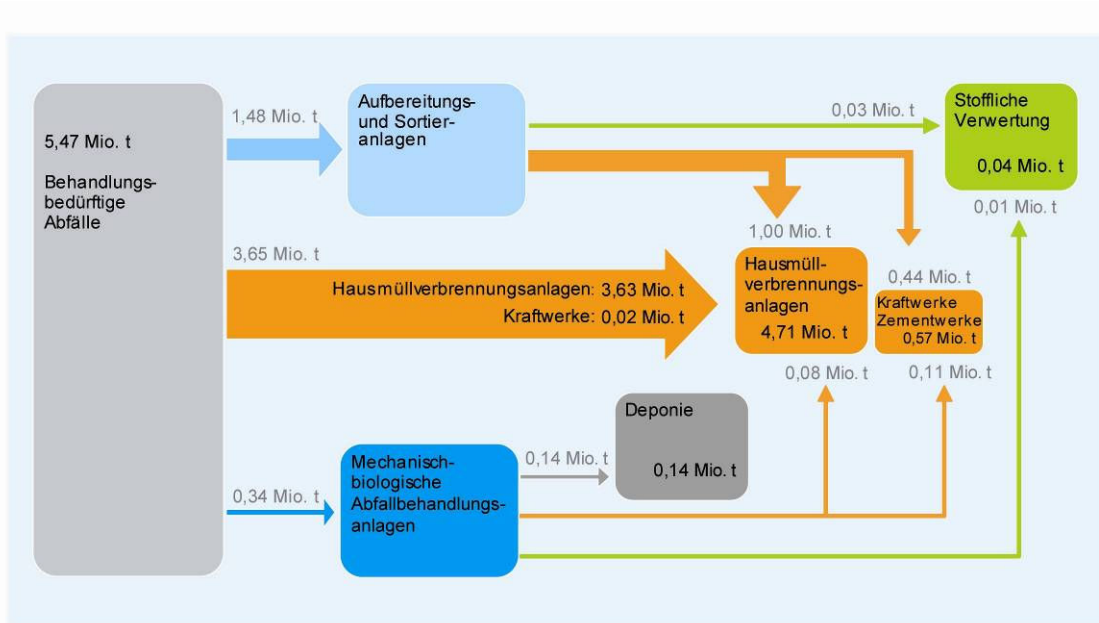 5,47 Mio. t
Behandlungs-
bedürftige
Abfälle
1,48 Mio. t
Aufbereitungs-
und Sortier-
anlagen
0,03 Mio. t
Stoffliche
Verwertung
0,04 Mio. t
0,01 Mio. t
3,65 Mio. t
Hausmüllverbrennungsanlagen: 3,63 Mio. t
Kraftwerke: 0,02 Mio. t
1,00 Mio. t
Hausmüll-
verbrennungs-
anlagen
4,71 Mio. t
0,44 Mio. t
Kraftwerke
Zementwerke
0,57 Mio. t
0,08 Mio. t
0,11 Mio. t
0,34 Mio. t
Mechanisch-
biologische
Abfallbehandlungs-
anlagen
0,14 Mio. t
Deponie
0,14 Mio. t